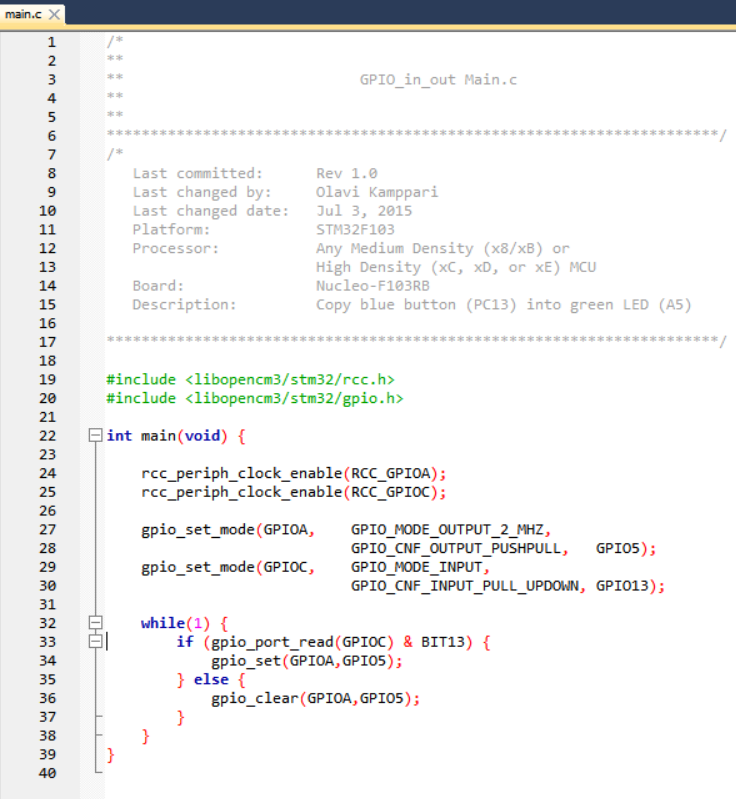 main.c
1 /*
2 **
3 ** GPIO_in_out Main.c
4 **
5 **
6 **********************************************************************/
7 /*
8 Last committed: Rev 1.0
9 Last changed by: Olavi Kamppari
10 Last changed date: Jul 3, 2015
11 Platform: STM32F103
12 Processor: Any Medium Density (x8/xB) or
13 High Density (xC, xD, or xE) MCU
14 Board: Nucleo-F103RB
15 Description: Copy blue button (PC13) into green LED (A5)
16
17 **********************************************************************/
18
19 #include <libopencm3/stm32/rcc.h>
20 #include <libopencm3/stm32/gpio.h>
21
22 int main(void) {
23
24 rcc_periph_clock_enable(RCC_GPIOA);
25 rcc_periph_clock_enable(RCC_GPIOC);
26
27 gpio_set_mode(GPIOA, GPIO_MODE_OUTPUT_2_MHZ,
28 GPIO_CNF_OUTPUT_PUSHPULL, GPIO5);
29 gpio_set_mode(GPIOC, GPIO_MODE_INPUT,
30 GPIO_CNF_INPUT_PULL_UPDOWN, GPIO13);
31
32 while(1) {
33 if (gpio_port_read(GPIOC) & BIT13) {
34 gpio_set(GPIOA,GPIO5);
35 } else {
36 gpio_clear(GPIOA,GPIO5);
37 }
38 }
39 }
40